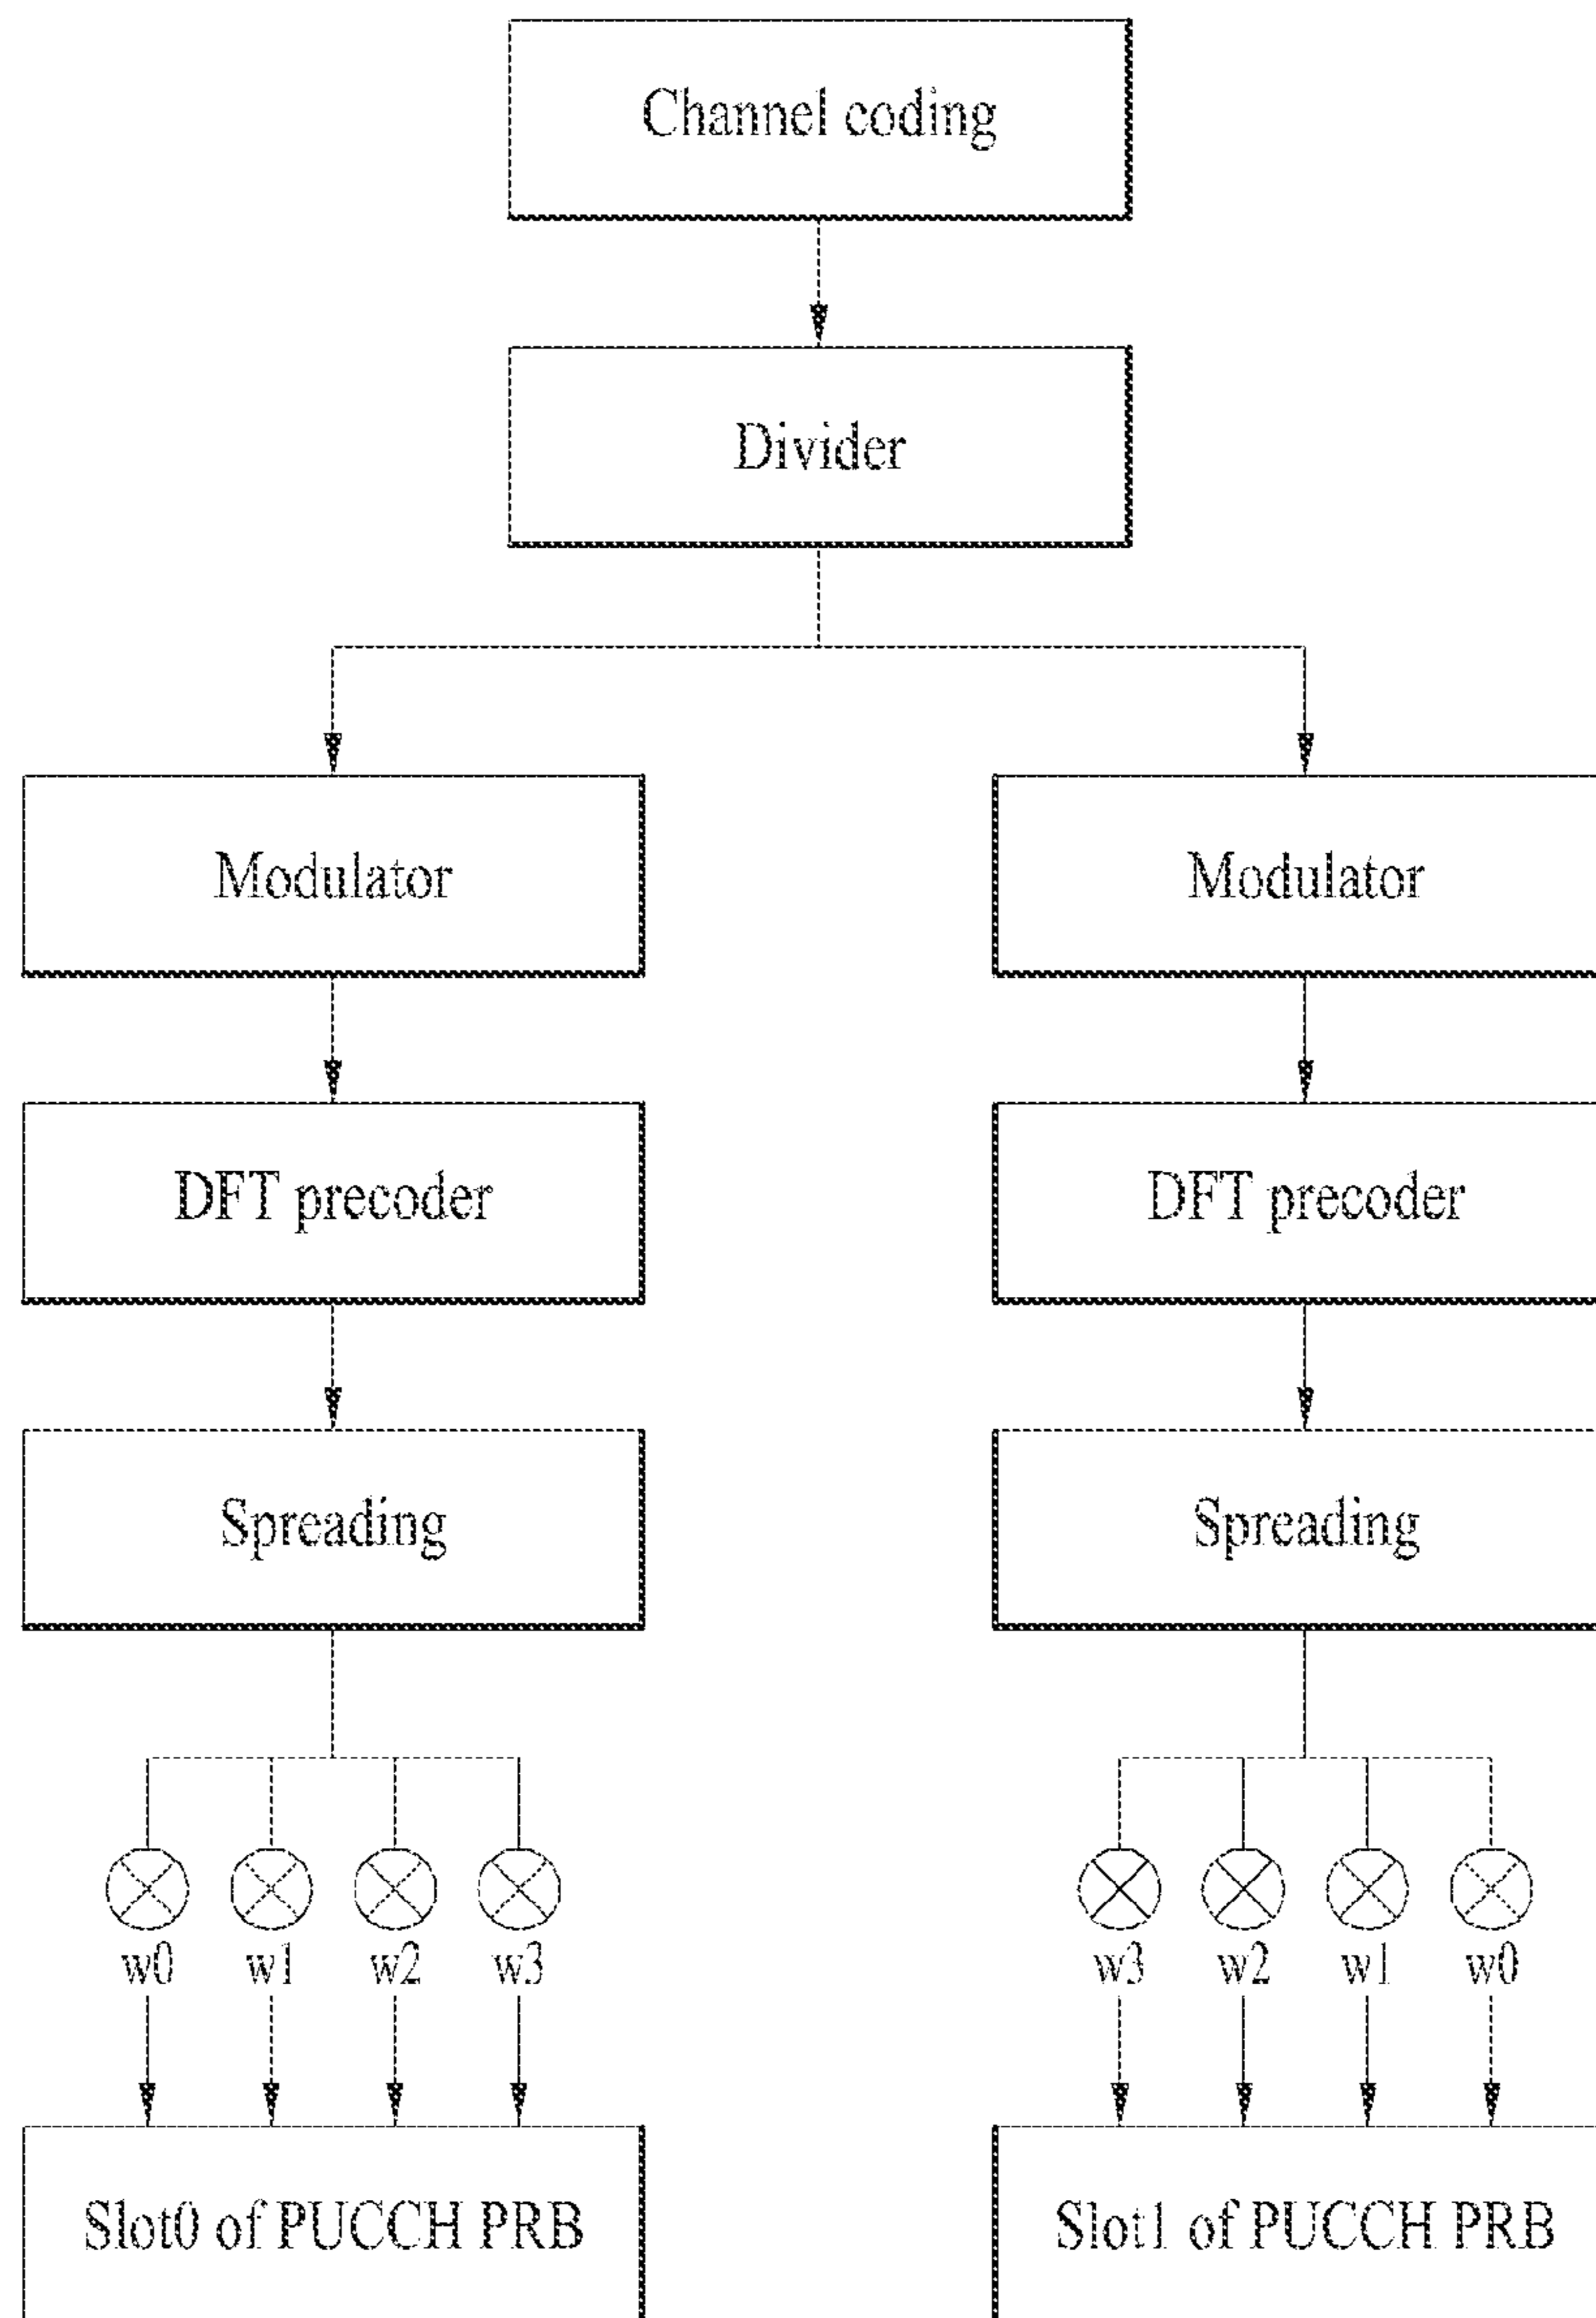 Channel coding
Divider
Modulator Modulator
DFT precoder DFT precoder
Spreading Spreading
w0 w1 w2 w3 w3 w2 w1 w0
Slot0 of PUCCH PRB Slot1 of PUCCH PRB